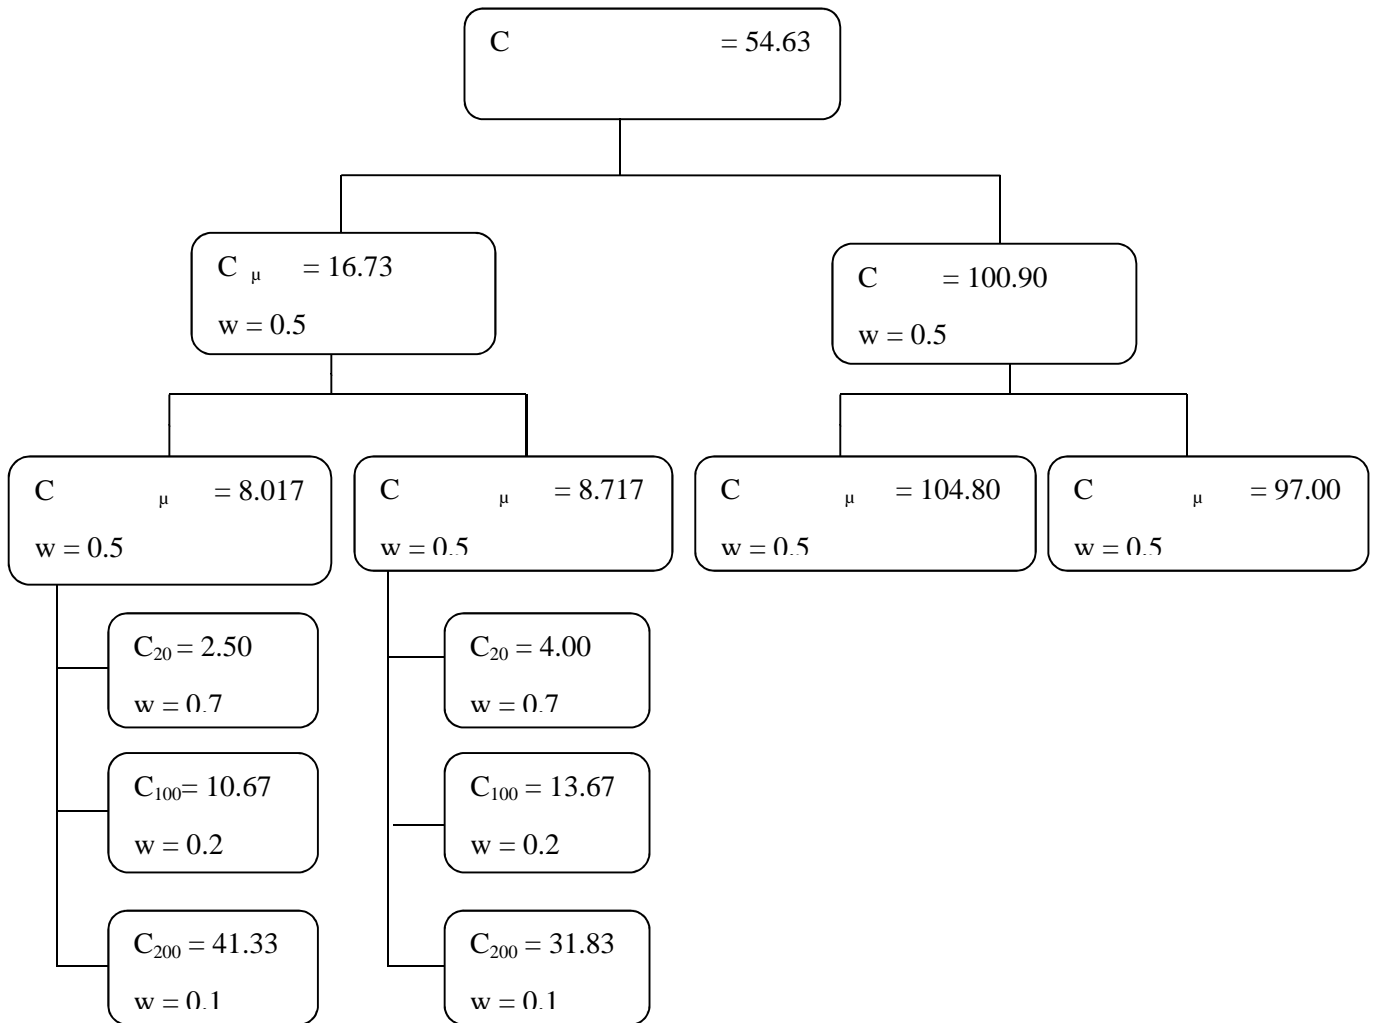 C = 54.63
C μ = 16.73
w = 0.5
C = 100.90
w = 0.5
C μ = 8.017
w = 0.5
C μ = 8.717
w = 0.5
C μ = 104.80
w = 0.5
C μ = 97.00
w = 0.5
C₂₀ = 2.50
w = 0.7
C₁₀₀= 10.67
w = 0.2
C₂₀₀ = 41.33
w = 0.1
C₂₀ = 4.00
w = 0.7
C₁₀₀ = 13.67
w = 0.2
C₂₀₀ = 31.83
w = 0.1